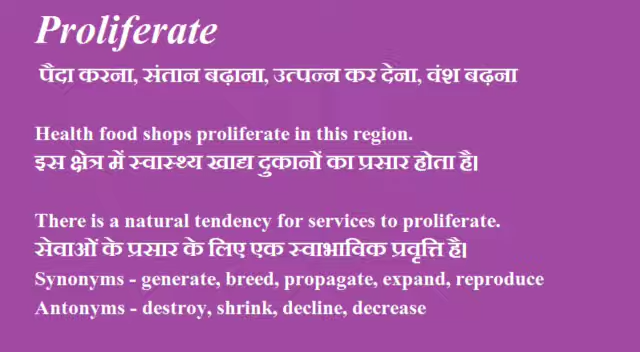 Proliferate
पैदा करना, संतान बढ़ाना, उत्पन्न कर देना, वंश बढ़ना
Health food shops proliferate in this region.
इस क्षेत्र में स्वास्थ्य खाद्य दुकानों का प्रसार होता है।
There is a natural tendency for services to proliferate.
सेवाओं के प्रसार के लिए एक स्वाभाविक प्रवृत्ति है।
Synonyms - generate, breed, propagate, expand, reproduce
Antonyms - destroy, shrink, decline, decrease